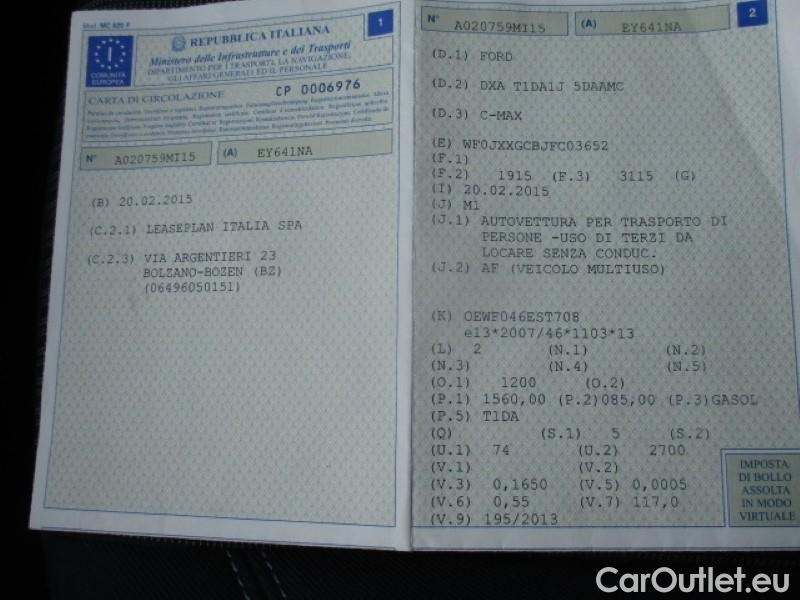 Mod. MC 820 F
1
REPUBBLICA ITALIANA
Ministero delle Infrastrutture e dei Trasporti
DIPARTIMENTO PER I TRASPORTI, LA NAVIGAZIONE,
GLI AFFARI GENERALI ED IL PERSONALE
I
COMUNITÀ
EUROPEA
CARTA DI CIRCOLAZIONE
CP 0006976
N° A020759MI15 (A) EY641NA
(B) 20.02.2015
(C.2.1) LEASEPLAN ITALIA SPA
(C.2.3) VIA ARGENTIERI 23
BOLZANO-BOZEN (BZ)
(06496050151)
N° A020759MI15 (A) EY641NA
2
(D.1) FORD
(D.2) DXA T1DA1J 5DAAMC
(D.3) C-MAX
(E) WF0JXXGCBJFC03652
(F.1)
(F.2) 1915 (F.3) 3115 (G)
(I) 20.02.2015
(J) M1
(J.1) AUTOVETTURA PER TRASPORTO DI
PERSONE -USO DI TERZI DA
LOCARE SENZA CONDUC.
(J.2) AF (VEICOLO MULTIUSO)
(K) OEWF046EST708
e13*2007/46*1103*13
(L) 2 (N.1) (N.2)
(N.3) (N.4) (N.5)
(O.1) 1200 (O.2)
(P.1) 1560,00 (P.2)085,00 (P.3)GASOL
(P.5) T1DA
(Q) (S.1) 5 (S.2)
(U.1) 74 (U.2) 2700
(V.1) (V.2)
(V.3) 0,1650 (V.5) 0,0005
(V.6) 0,55 (V.7) 117,0
(V.9) 195/2013
IMPOSTA
DI BOLLO
ASSOLTA
IN MODO
VIRTUALE
CarOutlet.eu